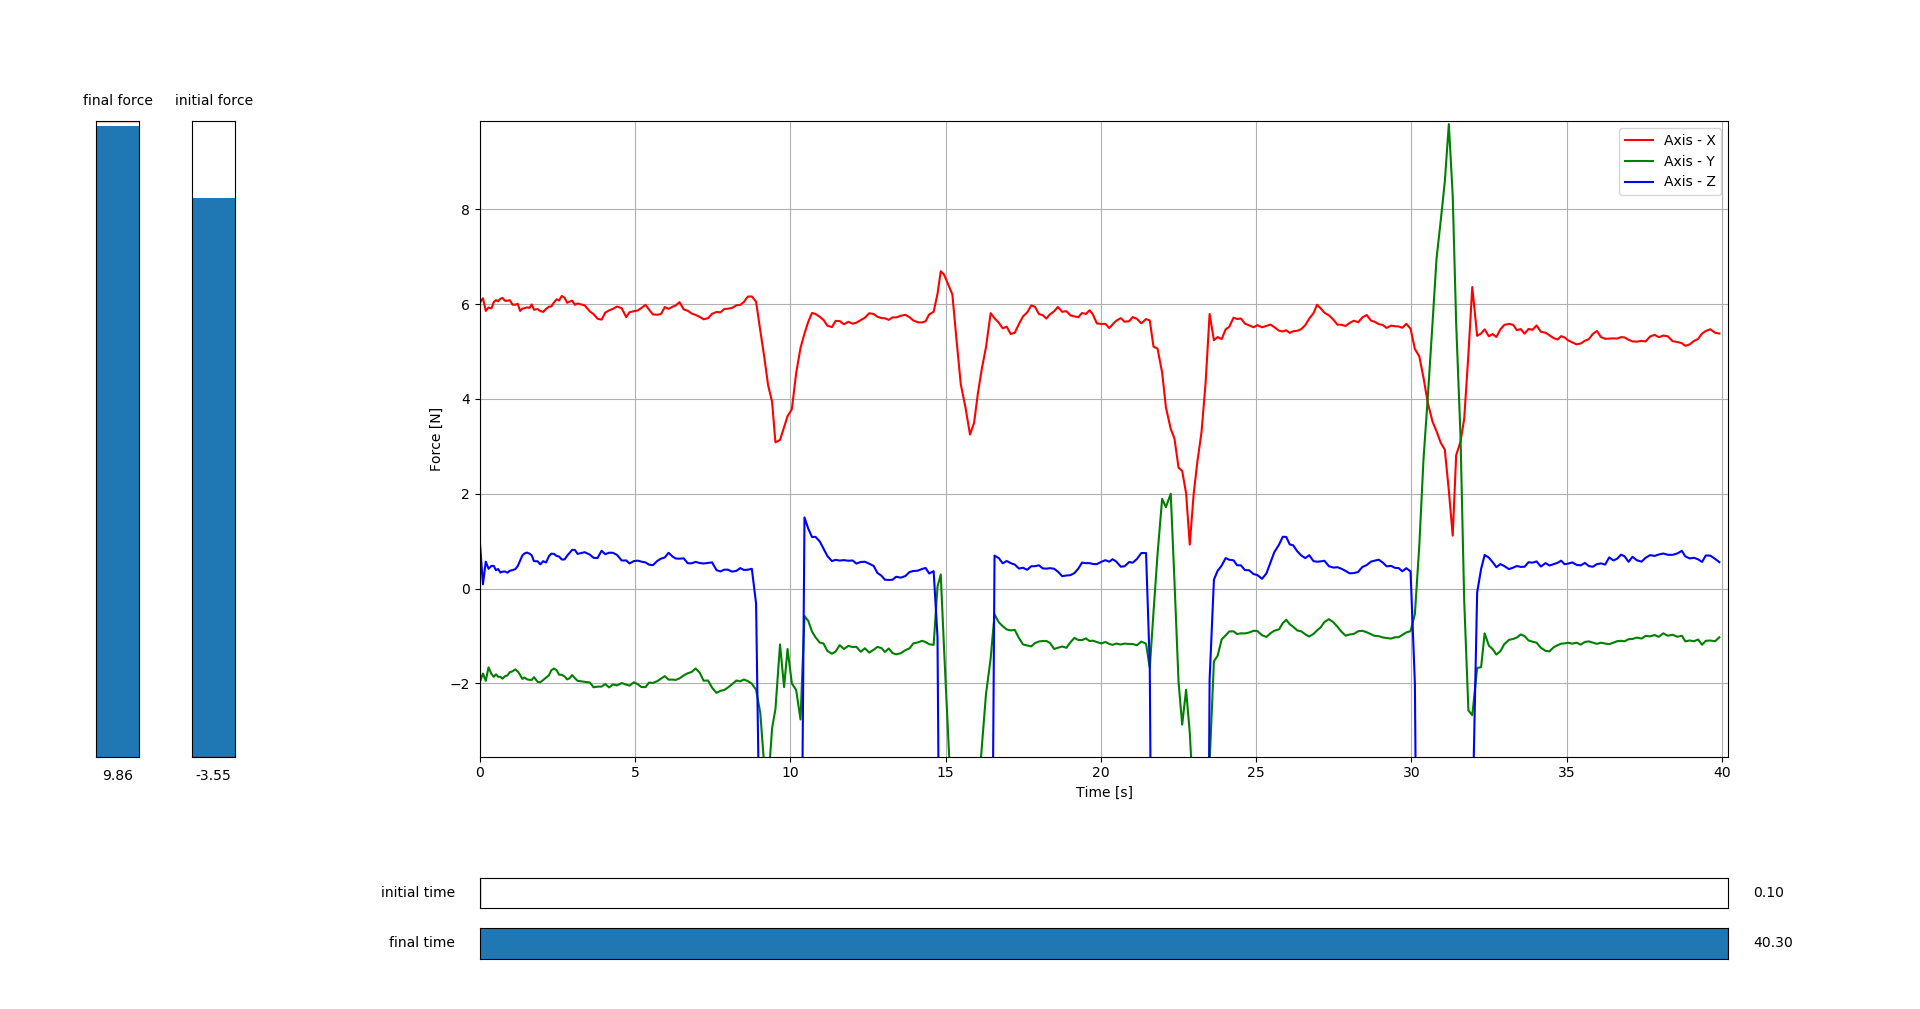 final force initial force
9.86 -3.55
Axis - X
Axis - Y
Axis - Z
8
6
4
2
0
−2
Force [N]
0 5 10 15 20 25 30 35 40
Time [s]
initial time 0.10
final time 40.30